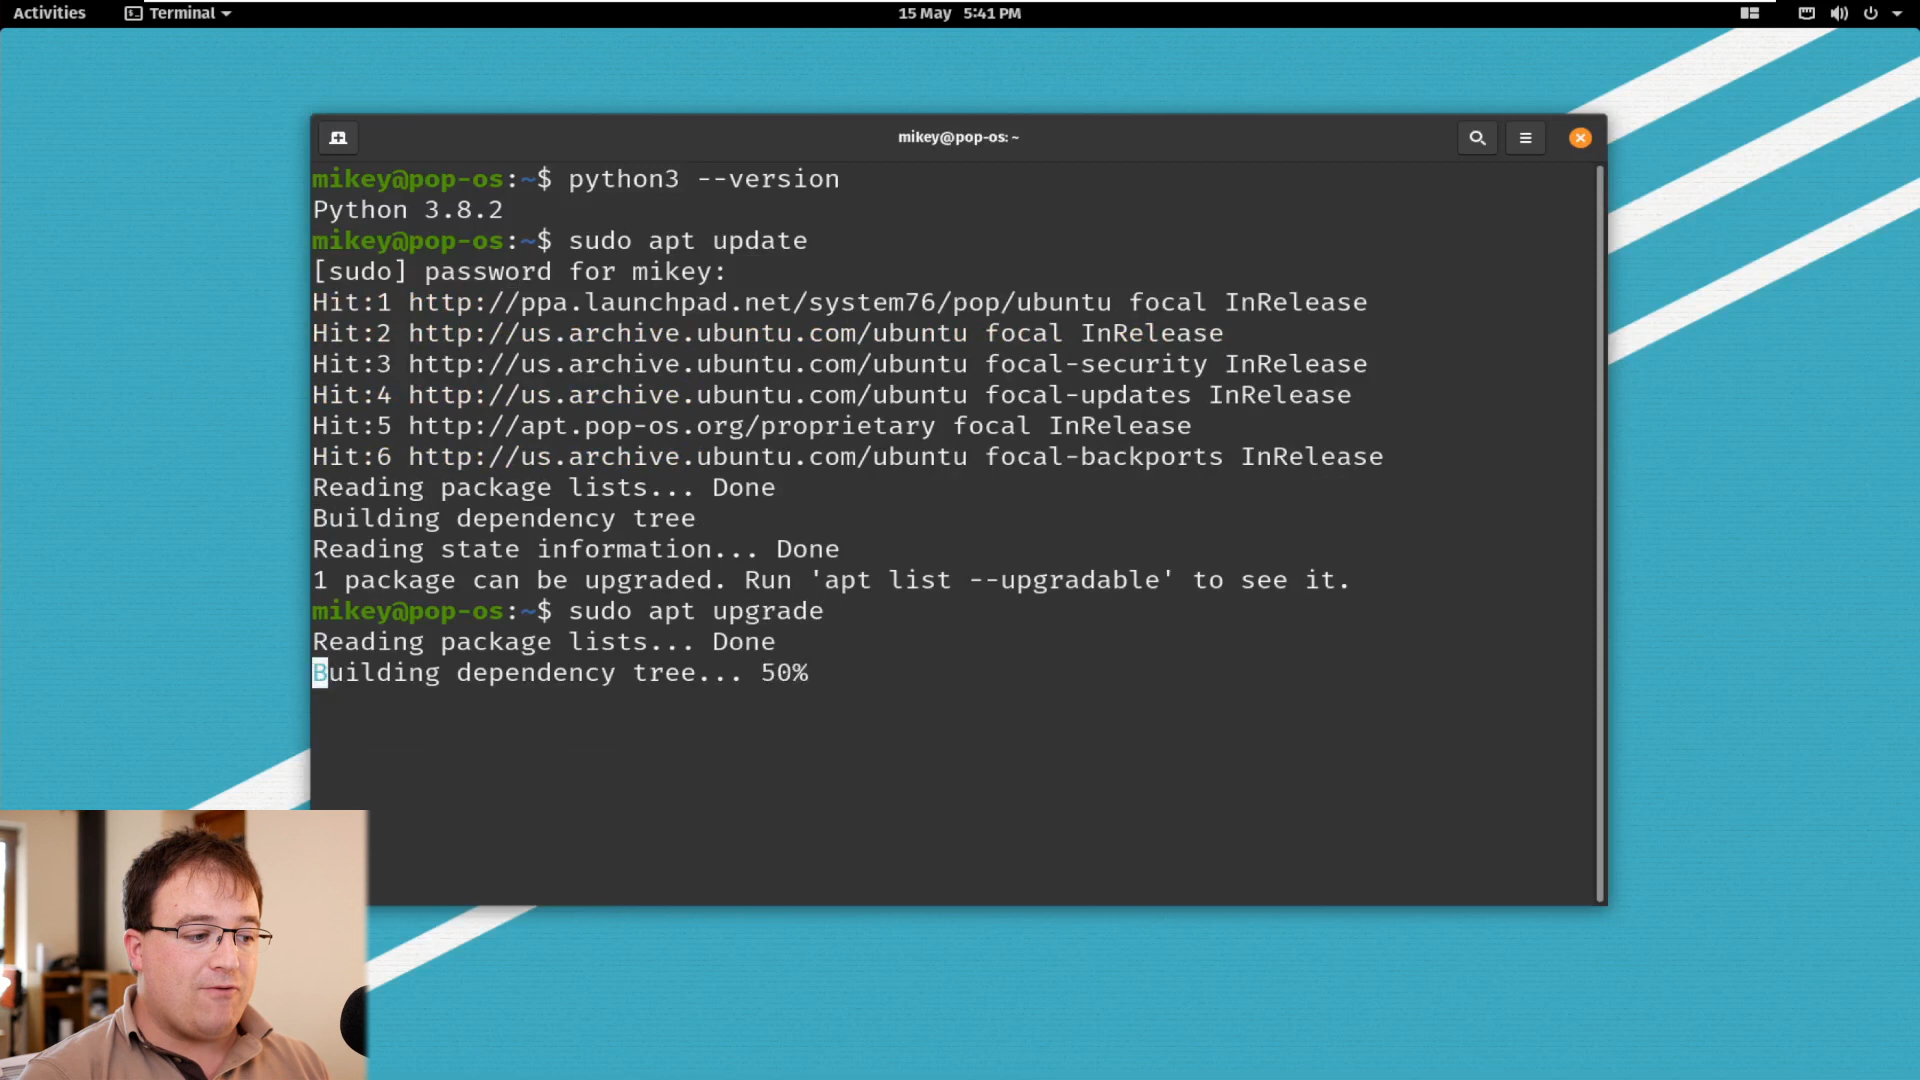 Activities Terminal 15 May 5:41 PM
mikey@pop-os: ~
mikey@pop-os:~$ python3 --version
Python 3.8.2
mikey@pop-os:~$ sudo apt update
[sudo] password for mikey:
Hit:1 http://ppa.launchpad.net/system76/pop/ubuntu focal InRelease
Hit:2 http://us.archive.ubuntu.com/ubuntu focal InRelease
Hit:3 http://us.archive.ubuntu.com/ubuntu focal-security InRelease
Hit:4 http://us.archive.ubuntu.com/ubuntu focal-updates InRelease
Hit:5 http://apt.pop-os.org/proprietary focal InRelease
Hit:6 http://us.archive.ubuntu.com/ubuntu focal-backports InRelease
Reading package lists... Done
Building dependency tree
Reading state information... Done
1 package can be upgraded. Run 'apt list --upgradable' to see it.
mikey@pop-os:~$ sudo apt upgrade
Reading package lists... Done
Building dependency tree... 50%